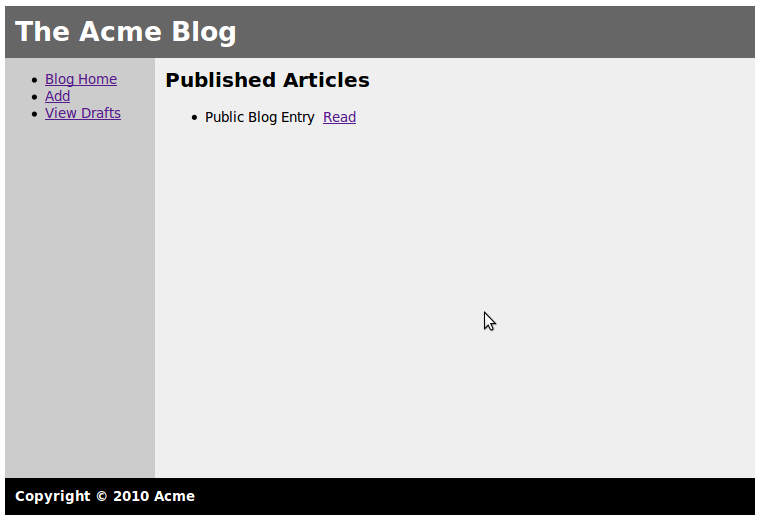 The Acme Blog
Blog Home
Add
View Drafts
Published Articles
Public Blog Entry Read
Copyright © 2010 Acme